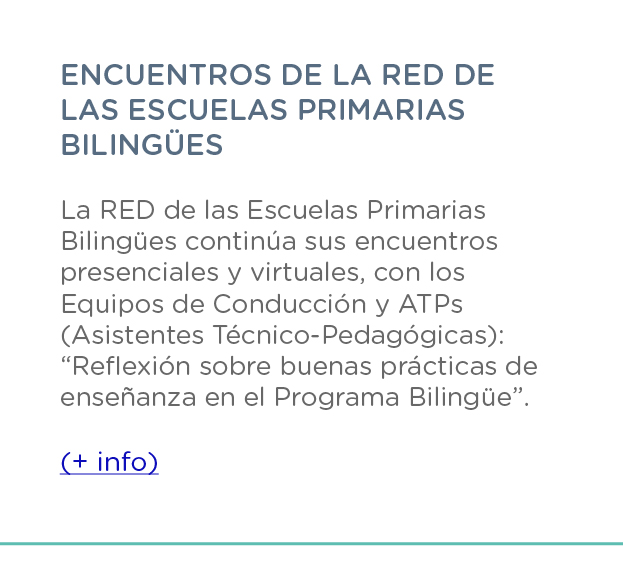 ENCUENTROS DE LA RED DE
LAS ESCUELAS PRIMARIAS
BILINGÜES
La RED de las Escuelas Primarias
Bilingües continúa sus encuentros
presenciales y virtuales, con los
Equipos de Conducción y ATPs
(Asistentes Técnico-Pedagógicas):
“Reflexión sobre buenas prácticas de
enseñanza en el Programa Bilingüe”.
(+ info)